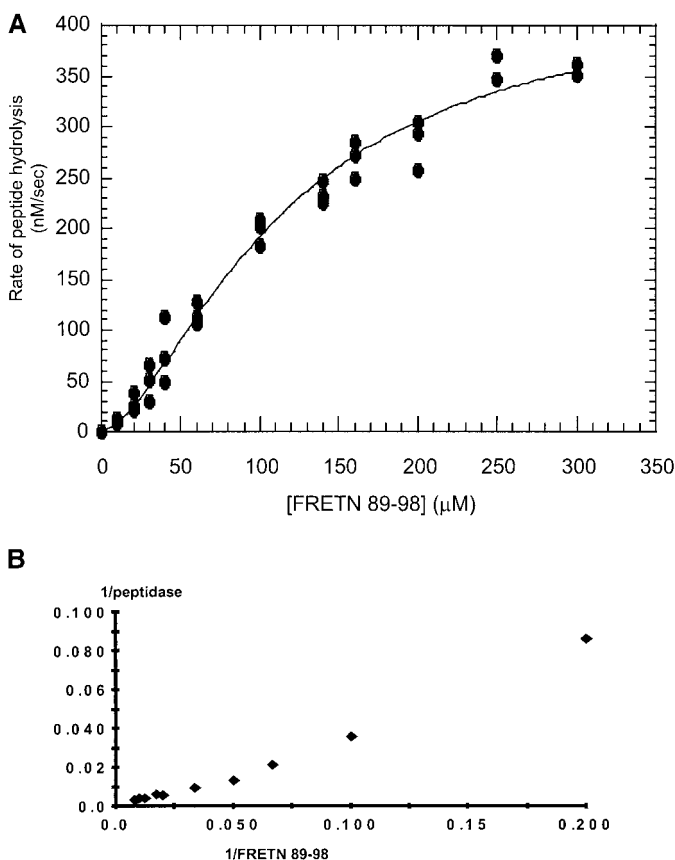 A
400
350
300
250
200
150
100
50
0
Rate of peptide hydrolysis
(nM/sec)
0 50 100 150 200 250 300 350
[FRETN 89-98] (μM)
B
1/peptidase
0.100
0.080
0.06
0.040
0.02
0.0
0.0 0.050 0.100 0.15 0.200
1/FRETN 89-98